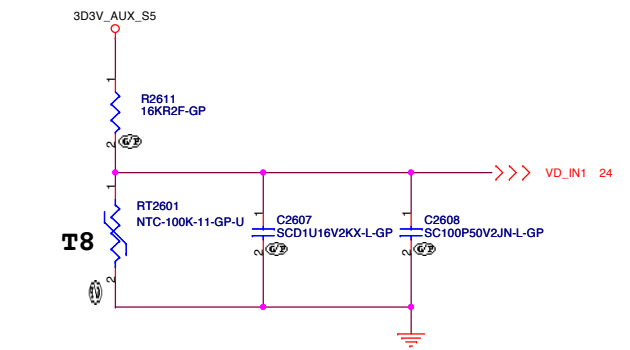 3D3V_AUX_S5
1
R2611
16KR2F-GP
2
G/P
VD_IN1 24
1
RT2601
NTC-100K-11-GP-U
T8
2
1
C2607
SCD1U16V2KX-L-GP
2
G/P
1
C2608
SC100P50V2JN-L-GP
2
G/P